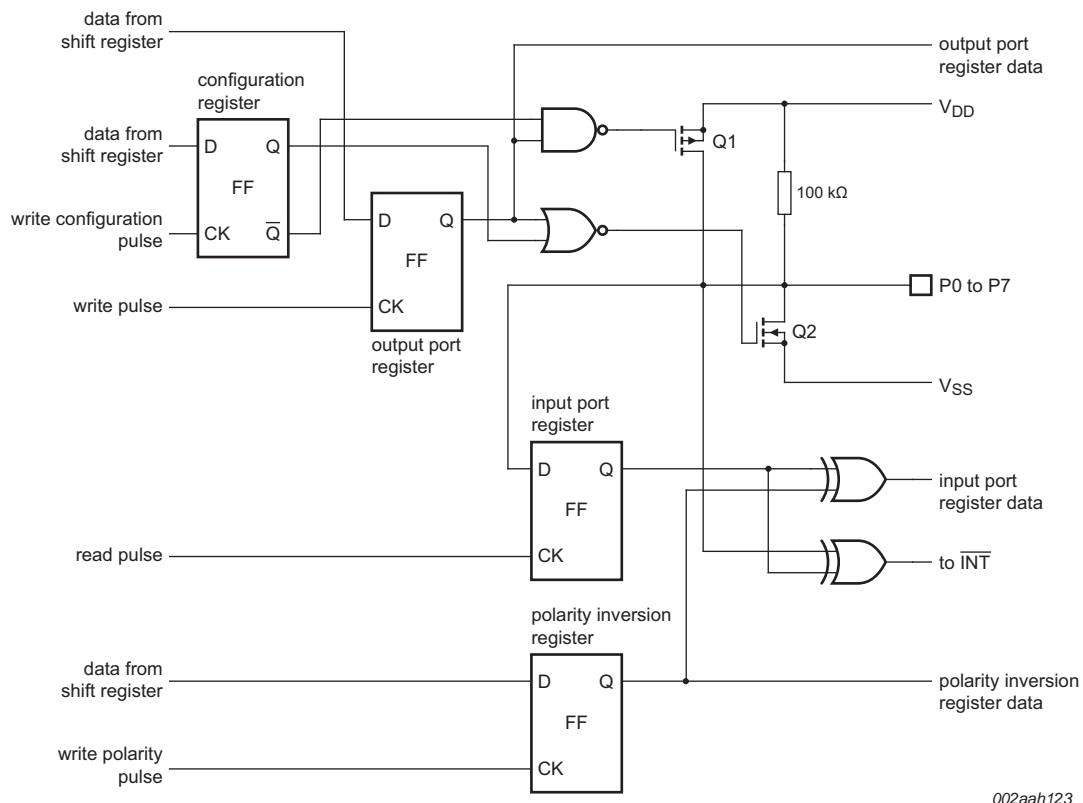 data from
shift register
output port
register data
configuration
register
V_DD
Q1
data from
shift register
D
Q
FF
100 kΩ
D
Q
write configuration
pulse
CK
Q̅
FF
P0 to P7
write pulse
CK
Q2
output port
register
V_SS
input port
register
D
Q
input port
register data
FF
read pulse
CK
to I̅N̅T̅
polarity inversion
register
data from
shift register
D
Q
polarity inversion
register data
FF
write polarity
pulse
CK
002aah123